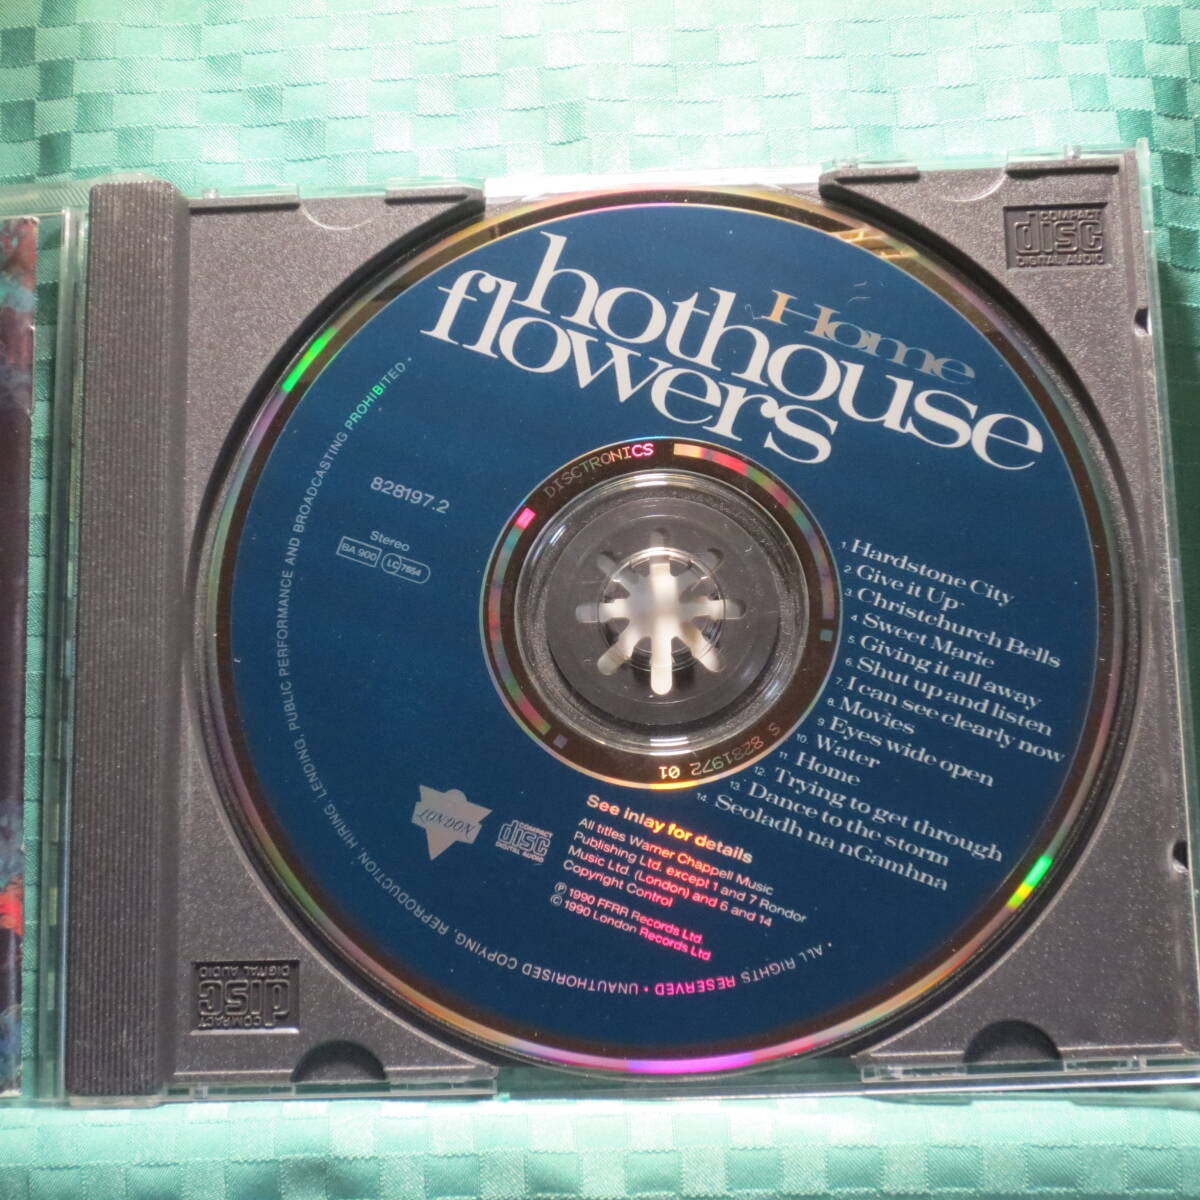 Home
hothouse
flowers
828197.2
Stereo
BA 900
LC 7654
DISCTRONICS
S 8281972 01
1. Hardstone City
2. Give it Up
3. Christchurch Bells
4. Sweet Marie
5. Giving it all away
6. Shut up and listen
7. I can see clearly now
8. Movies
9. Eyes wide open
10. Water
11. Home
12. Trying to get through
13. Dance to the storm
14. Seoladh na nGamhna
LONDON
COMPACT
disc
DIGITAL AUDIO
See inlay for details
All titles Warner Chappell Music
Publishing Ltd. except 1 and 7 Rondor
Music Ltd. (London) and 6 and 14
Copyright Control
℗ 1990 FFRR Records Ltd.
© 1990 London Records Ltd
• ALL RIGHTS RESERVED • UNAUTHORISED COPYING, REPRODUCTION, HIRING, LENDING, PUBLIC PERFORMANCE AND BROADCASTING PROHIBITED •
COMPACT
disc
DIGITAL AUDIO
COMPACT
disc
DIGITAL AUDIO